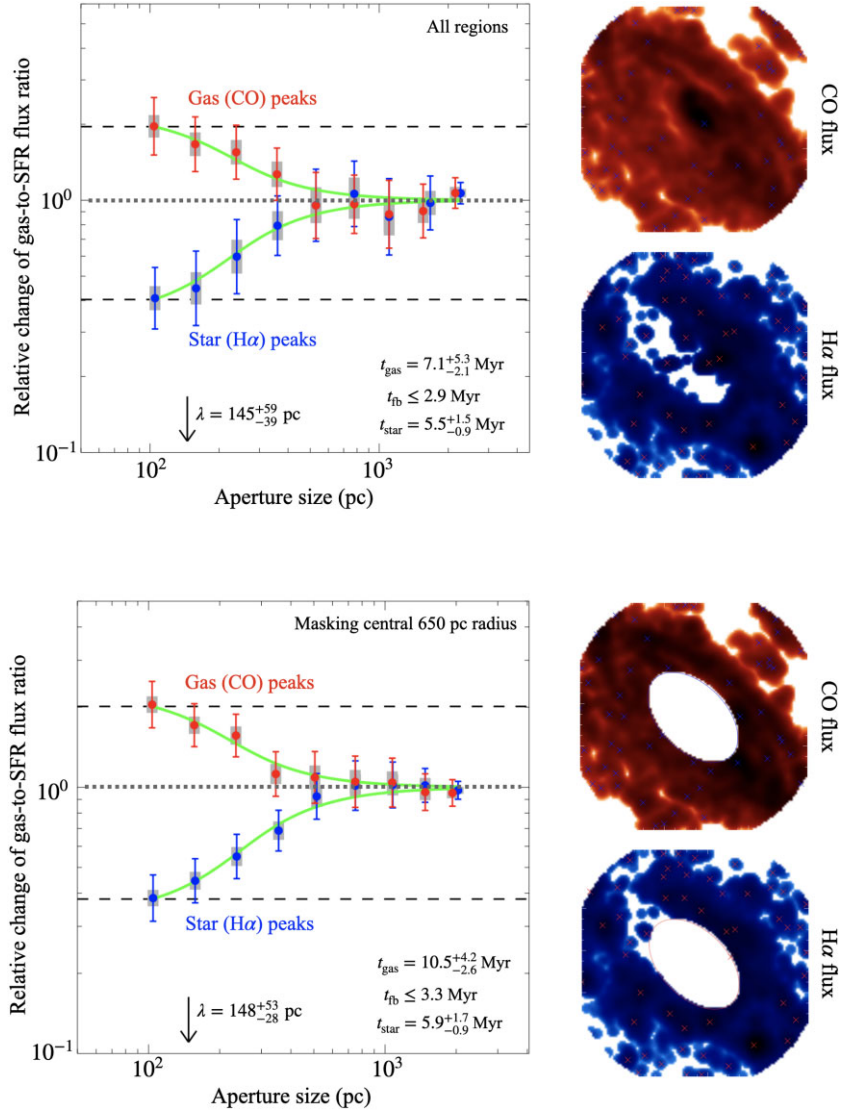 All regions
Gas (CO) peaks
Star (Hα) peaks
t_gas = 7.1^{+5.3}_{-2.1} Myr
t_fb ≤ 2.9 Myr
t_star = 5.5^{+1.5}_{-0.9} Myr
λ = 145^{+59}_{-39} pc
10^0
10^{-1}
10^2
10^3
Relative change of gas-to-SFR flux ratio
Aperture size (pc)
CO flux
Hα flux
Masking central 650 pc radius
Gas (CO) peaks
Star (Hα) peaks
t_gas = 10.5^{+4.2}_{-2.6} Myr
t_fb ≤ 3.3 Myr
t_star = 5.9^{+1.7}_{-0.9} Myr
λ = 148^{+53}_{-28} pc
10^0
10^{-1}
10^2
10^3
Relative change of gas-to-SFR flux ratio
Aperture size (pc)
CO flux
Hα flux